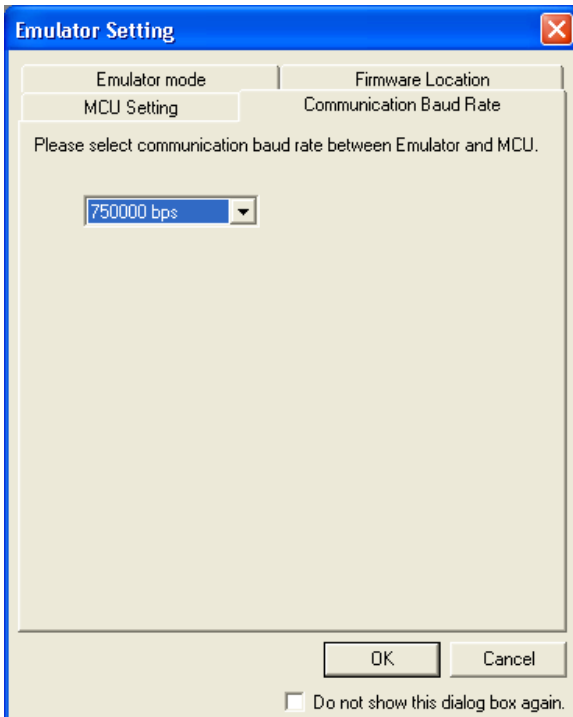 Emulator Setting
Emulator mode
Firmware Location
MCU Setting
Communication Baud Rate
Please select communication baud rate between Emulator and MCU.
750000 bps
OK
Cancel
Do not show this dialog box again.